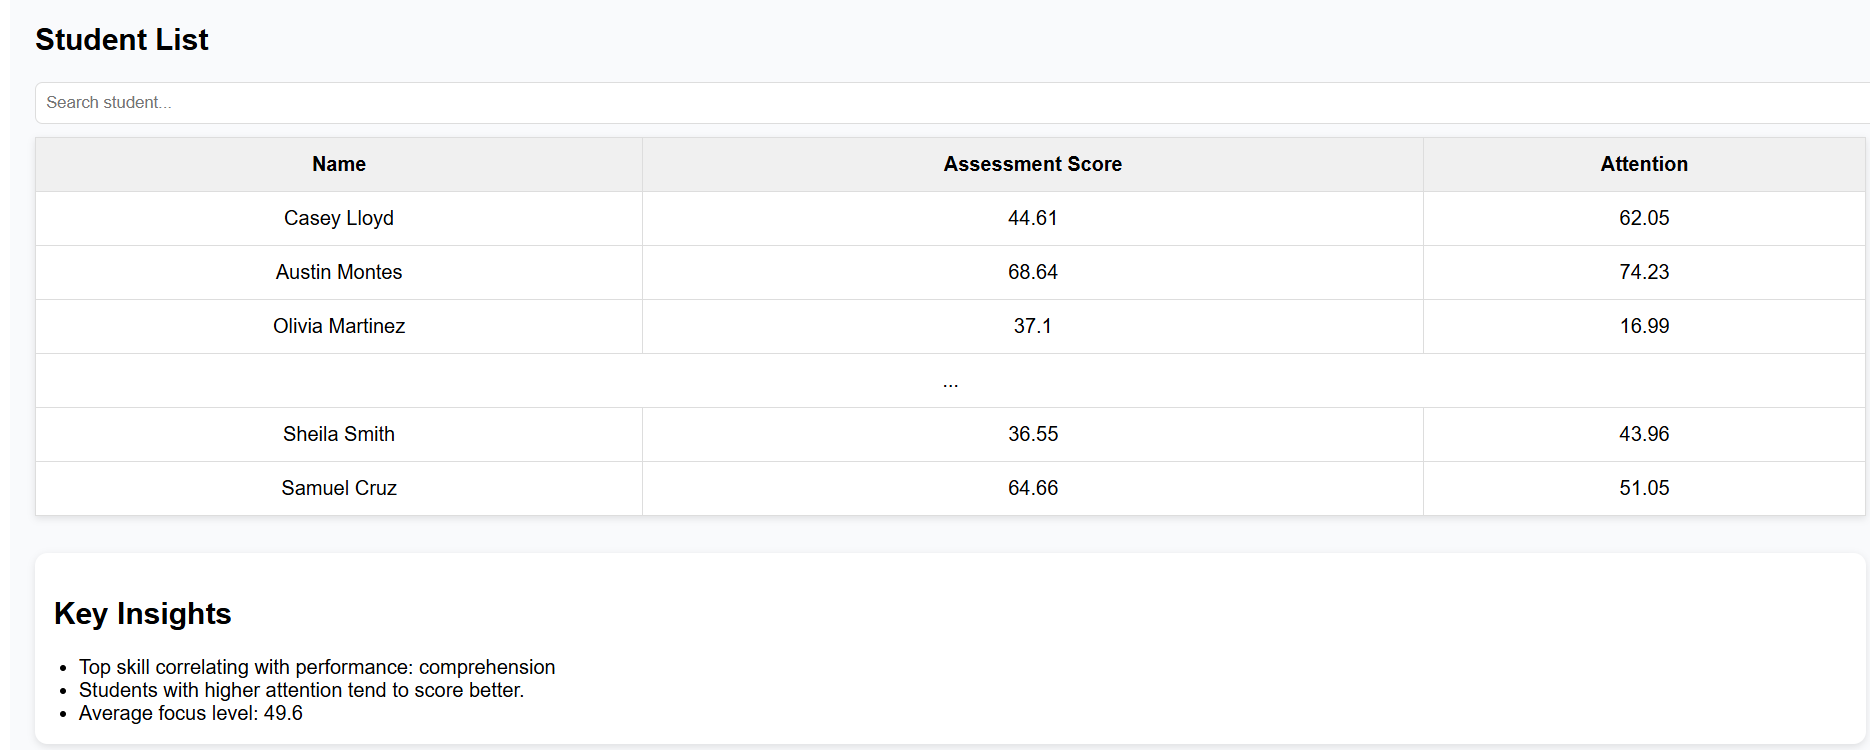 Student List
Search student...
Name Assessment Score Attention
Casey Lloyd 44.61 62.05
Austin Montes 68.64 74.23
Olivia Martinez 37.1 16.99
...
Sheila Smith 36.55 43.96
Samuel Cruz 64.66 51.05
Key Insights
• Top skill correlating with performance: comprehension
• Students with higher attention tend to score better.
• Average focus level: 49.6